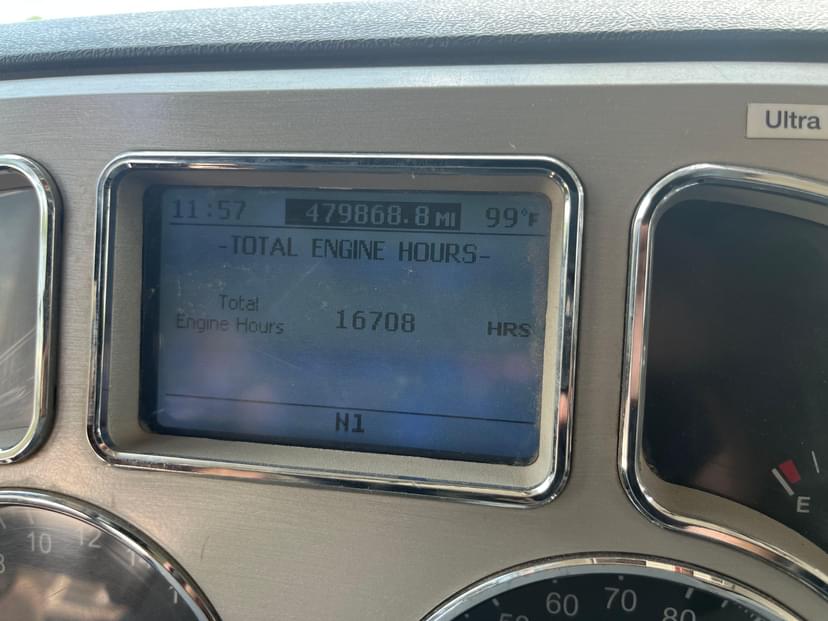 Ultra
11:57 479868.8 MI 99°F
-TOTAL ENGINE HOURS-
Total
Engine Hours 16708 HRS
N1
E
10 12
60 70 80